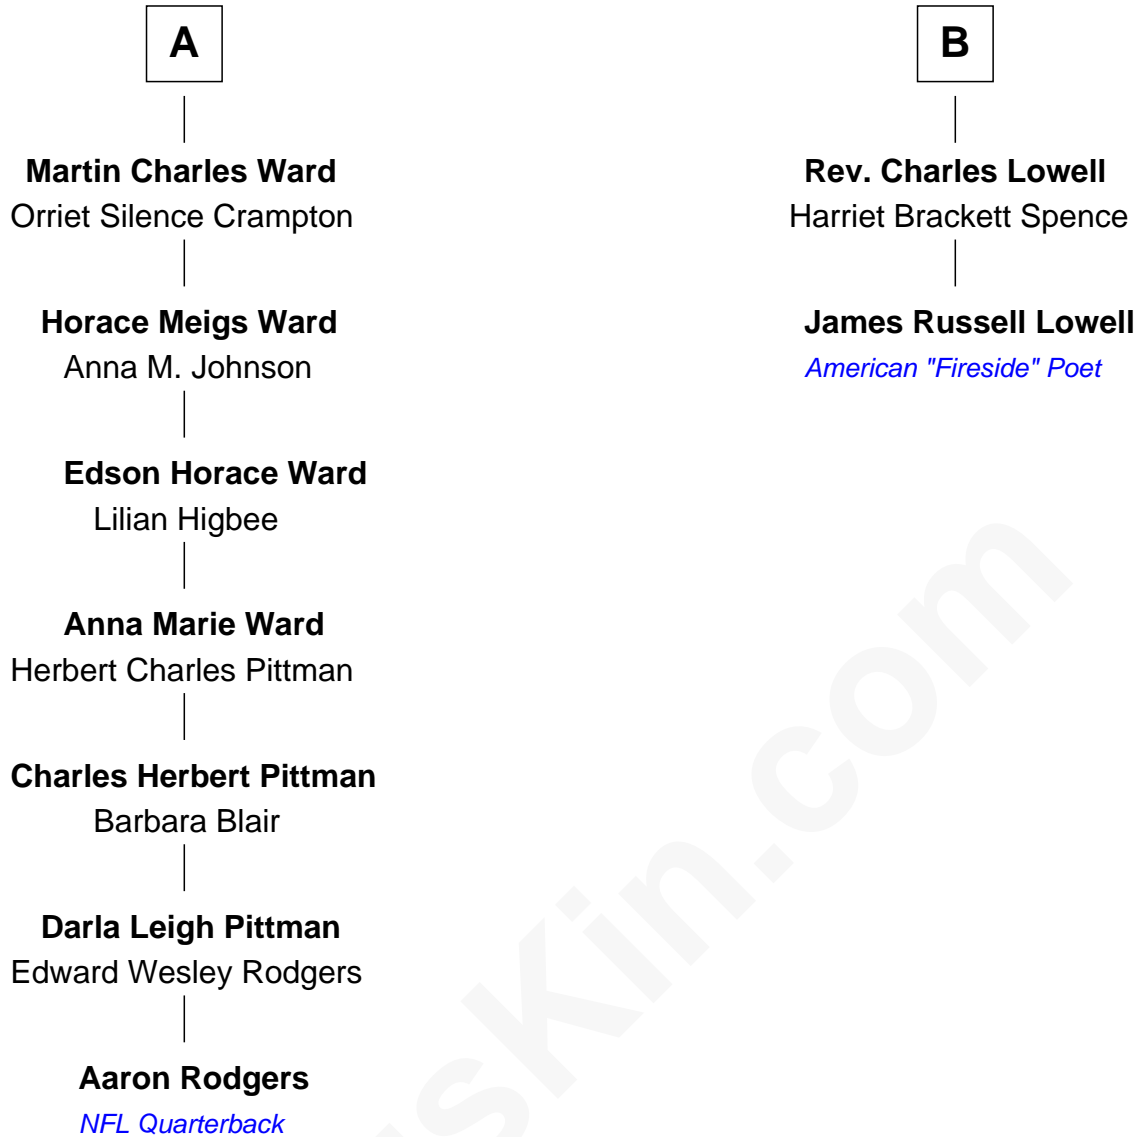 A
Martin Charles Ward
Orriet Silence Crampton
Horace Meigs Ward
Anna M. Johnson
Edson Horace Ward
Lilian Higbee
Anna Marie Ward
Herbert Charles Pittman
Charles Herbert Pittman
Barbara Blair
Darla Leigh Pittman
Edward Wesley Rodgers
Aaron Rodgers
NFL Quarterback
B
Rev. Charles Lowell
Harriet Brackett Spence
James Russell Lowell
American "Fireside" Poet
sKin.com